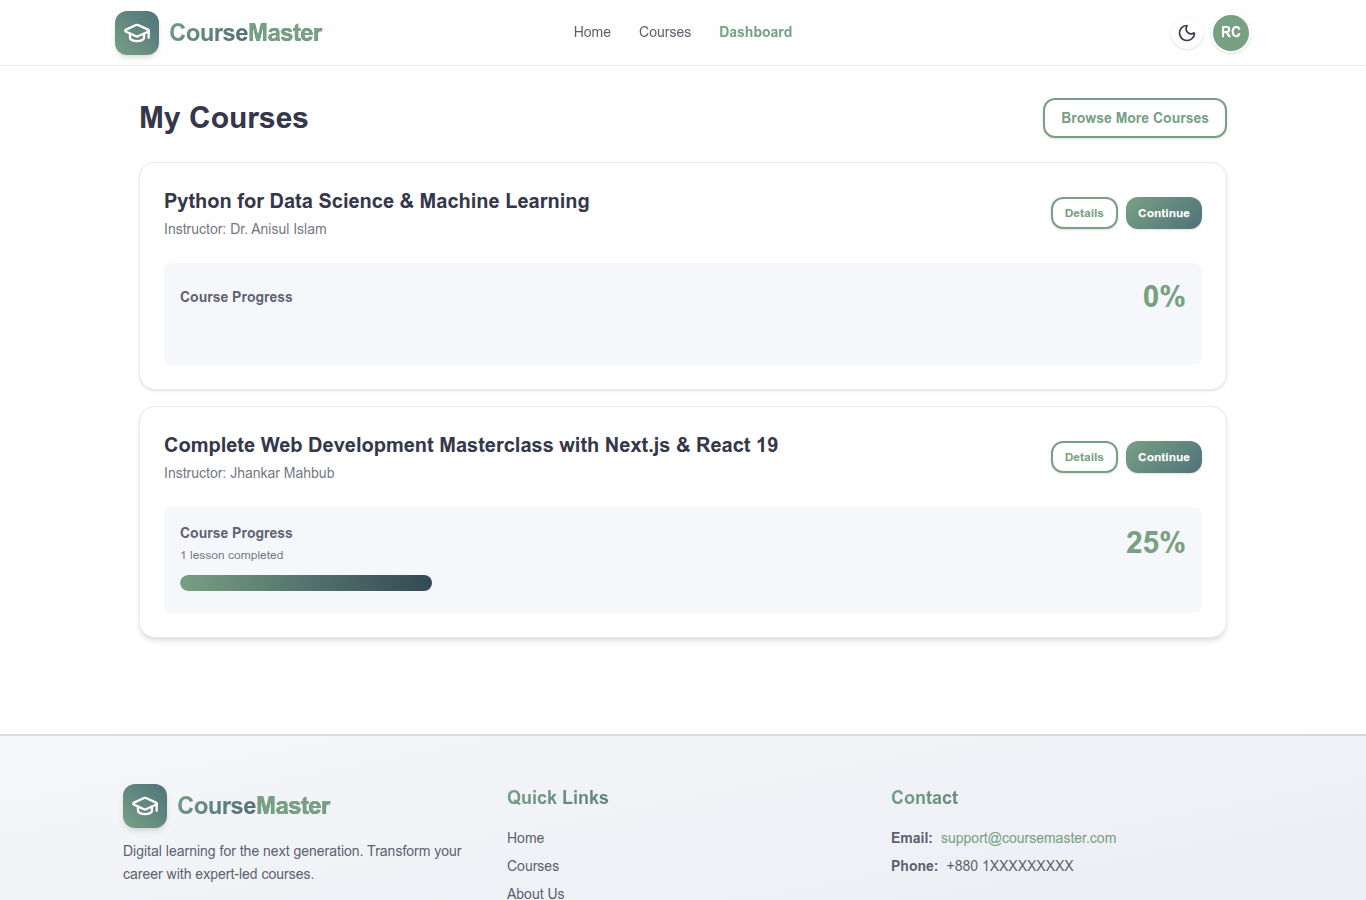 CourseMaster
Home
Courses
Dashboard
RC
My Courses
Browse More Courses
Python for Data Science & Machine Learning
Instructor: Dr. Anisul Islam
Details
Continue
Course Progress
0%
Complete Web Development Masterclass with Next.js & React 19
Instructor: Jhankar Mahbub
Details
Continue
Course Progress
1 lesson completed
25%
CourseMaster
Digital learning for the next generation. Transform your
career with expert-led courses.
Quick Links
Home
Courses
About Us
Contact
Email: support@coursemaster.com
Phone: +880 1XXXXXXXXX